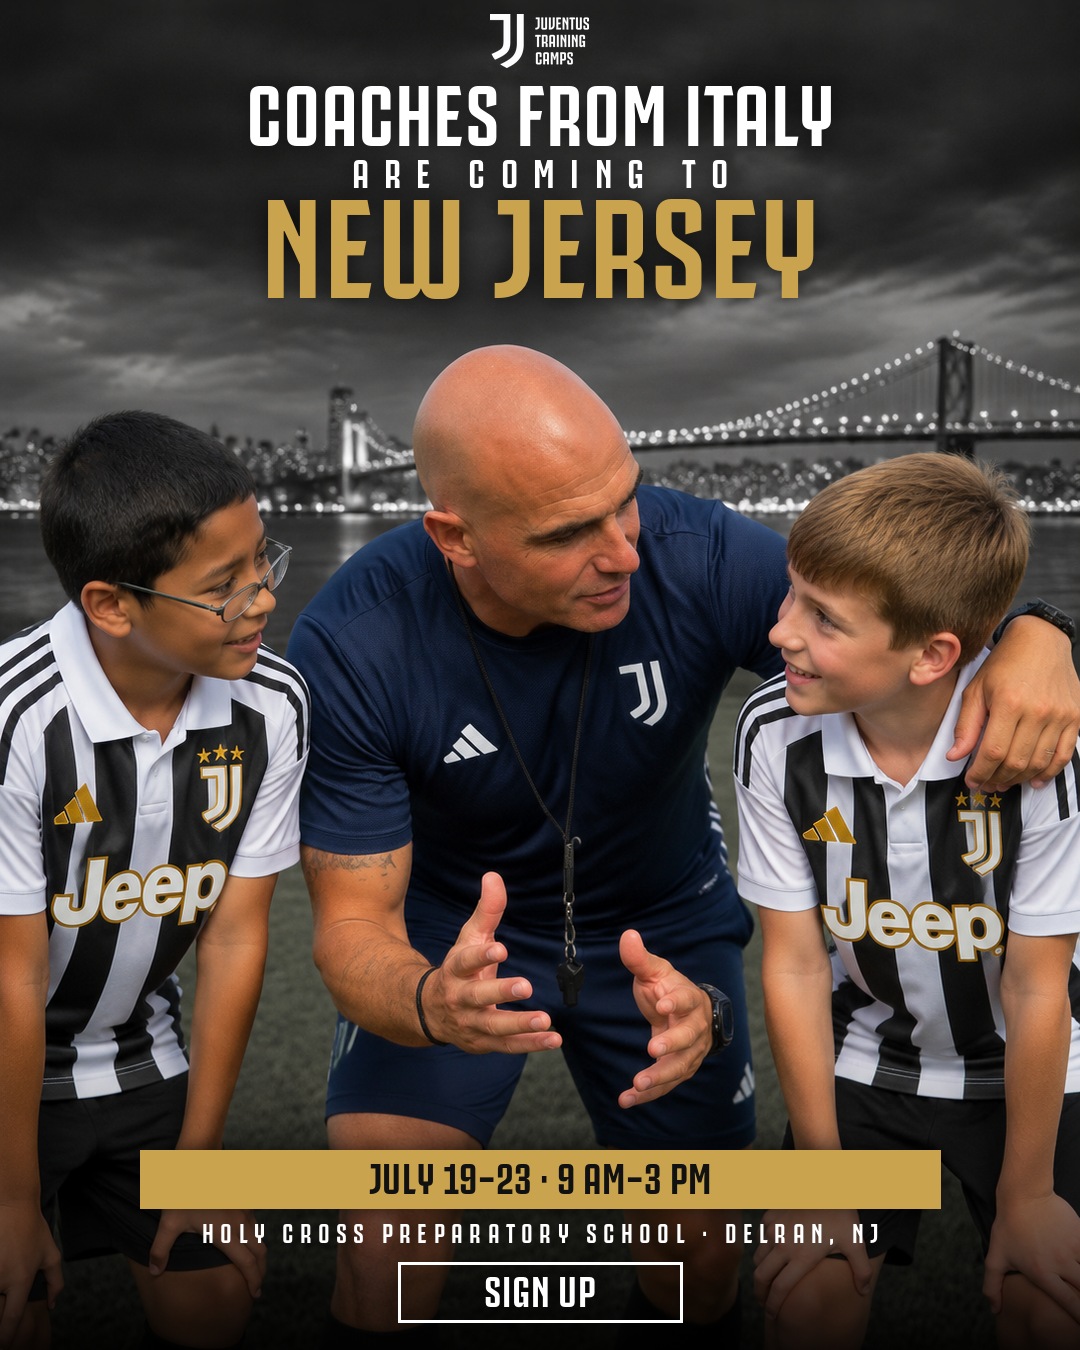 JUVENTUS
TRAINING
CAMPS
COACHES FROM ITALY
ARE COMING TO
NEW JERSEY
Jeep
Jeep
JULY 19–23 · 9 AM–3 PM
HOLY CROSS PREPARATORY SCHOOL · DELRAN, NJ
SIGN UP